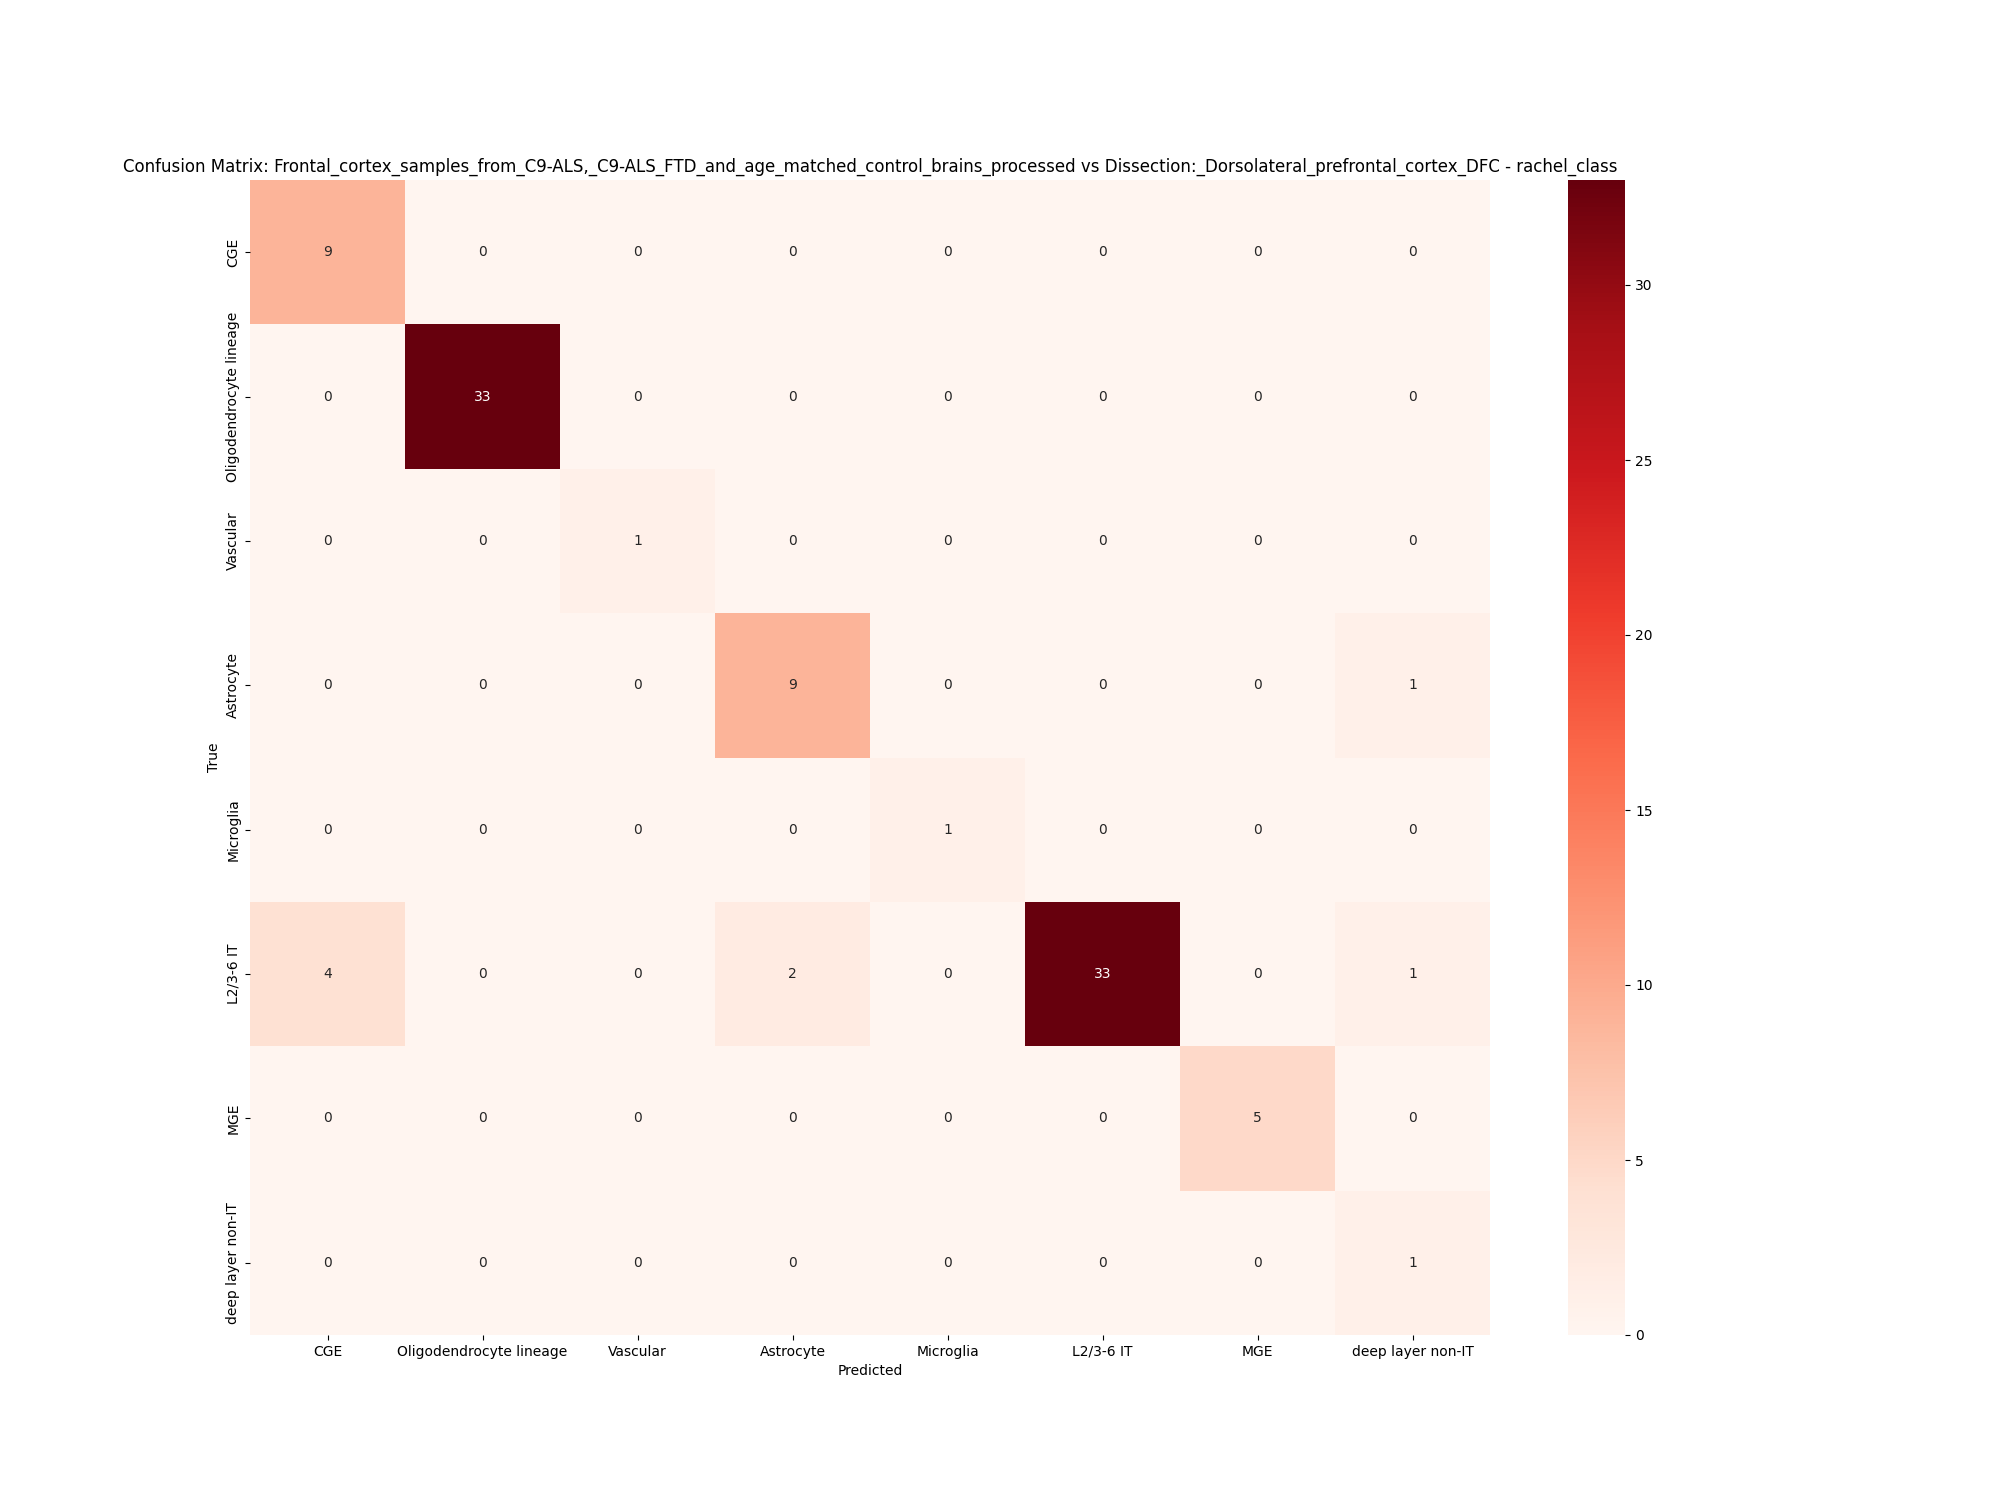 Confusion Matrix: Frontal_cortex_samples_from_C9-ALS,_C9-ALS_FTD_and_age_matched_control_brains_processed vs Dissection:_Dorsolateral_prefrontal_cortex_DFC - rachel_class
True
CGE 9 0 0 0 0 0 0 0
Oligodendrocyte lineage 0 33 0 0 0 0 0 0
Vascular 0 0 1 0 0 0 0 0
Astrocyte 0 0 0 9 0 0 0 1
Microglia 0 0 0 0 1 0 0 0
L2/3-6 IT 4 0 0 2 0 33 0 1
MGE 0 0 0 0 0 0 5 0
deep layer non-IT 0 0 0 0 0 0 0 1
CGE Oligodendrocyte lineage Vascular Astrocyte Microglia L2/3-6 IT MGE deep layer non-IT
Predicted
30
25
20
15
10
5
0